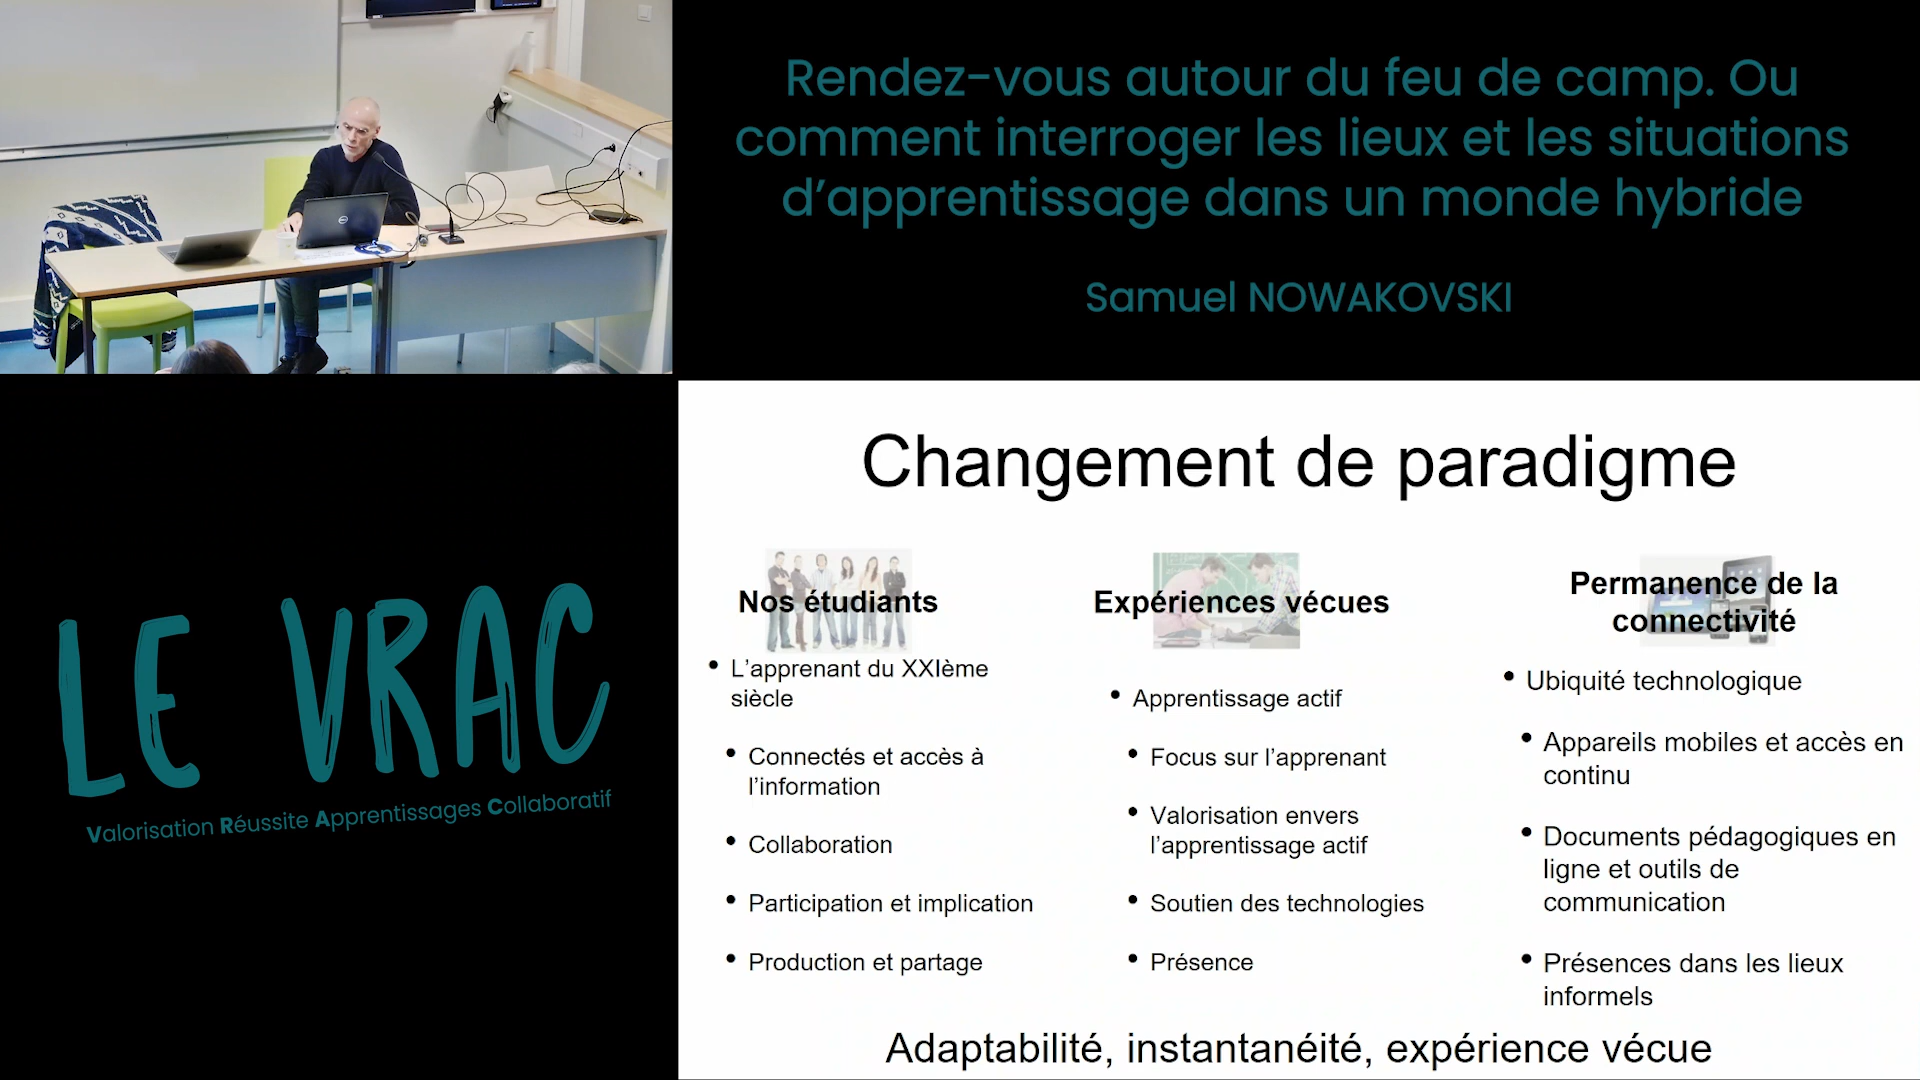 Rendez-vous autour du feu de camp. Ou
comment interroger les lieux et les situations
d’apprentissage dans un monde hybride
Samuel NOWAKOVSKI
LE VRAC
Valorisation Réussite Apprentissages Collaboratif
Changement de paradigme
Nos étudiants
• L’apprenant du XXIème
siècle
• Connectés et accès à
l’information
• Collaboration
• Participation et implication
• Production et partage
Expériences vécues
• Apprentissage actif
• Focus sur l’apprenant
• Valorisation envers
l’apprentissage actif
• Soutien des technologies
• Présence
Permanence de la
connectivité
• Ubiquité technologique
• Appareils mobiles et accès en
continu
• Documents pédagogiques en
ligne et outils de
communication
• Présences dans les lieux
informels
Adaptabilité, instantanéité, expérience vécue